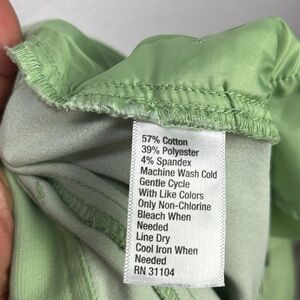 57% Cotton
39% Polyester
4% Spandex
Machine Wash Cold
Gentle Cycle
With Like Colors
Only Non-Chlorine
Bleach When
Needed
Line Dry
Cool Iron When
Needed
RN 31104